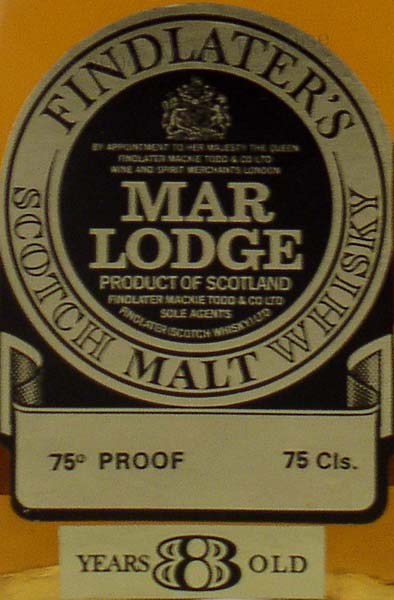 FINDLATER'S
BY APPOINTMENT TO HER MAJESTY THE QUEEN
FINDLATER MACKIE TODD & CO LTD
WINE AND SPIRIT MERCHANTS LONDON
MAR
LODGE
PRODUCT OF SCOTLAND
FINDLATER MACKIE TODD & CO LTD
SOLE AGENTS
FINDLATER (SCOTCH WHISKY) LTD
SCOTCH MALT WHISKY
75° PROOF 75 Cls.
YEARS 8 OLD